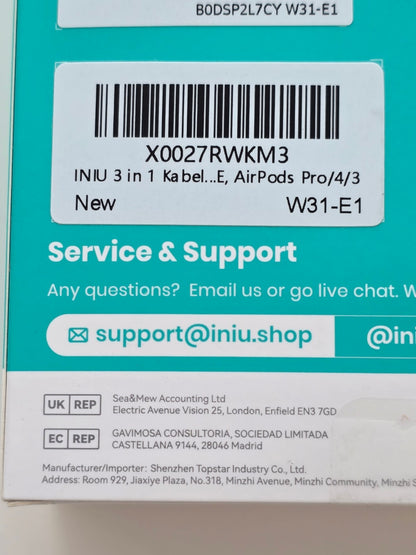 B0DSP2L7CY W31-E1
X0027RWKM3
INIU 3 in 1 Kabel...E, AirPods Pro/4/3
New W31-E1
Service & Support
Any questions? Email us or go live chat. W
support@iniu.shop @ini
UK REP Sea&Mew Accounting Ltd
Electric Avenue Vision 25, London, Enfield EN3 7GD
EC REP GAVIMOSA CONSULTORIA, SOCIEDAD LIMITADA
CASTELLANA 9144, 28046 Madrid
Manufacturer/Importer: Shenzhen Topstar Industry Co., Ltd.
Address: Room 929, Jiaxiye Plaza, No.318, Minzhi Avenue, Minzhi Community, Minzhi S